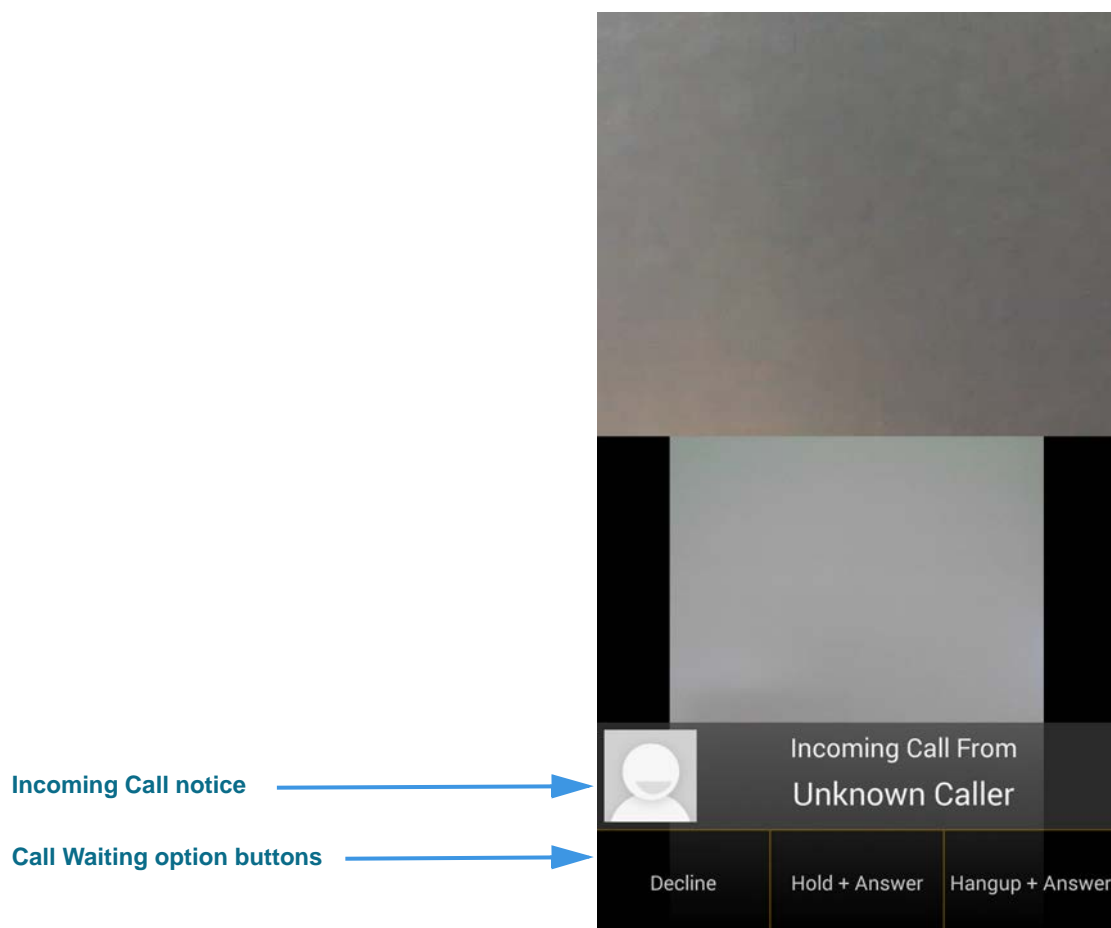 Incoming Call From
Unknown Caller
Incoming Call notice
Call Waiting option buttons
Decline
Hold + Answer
Hangup + Answer